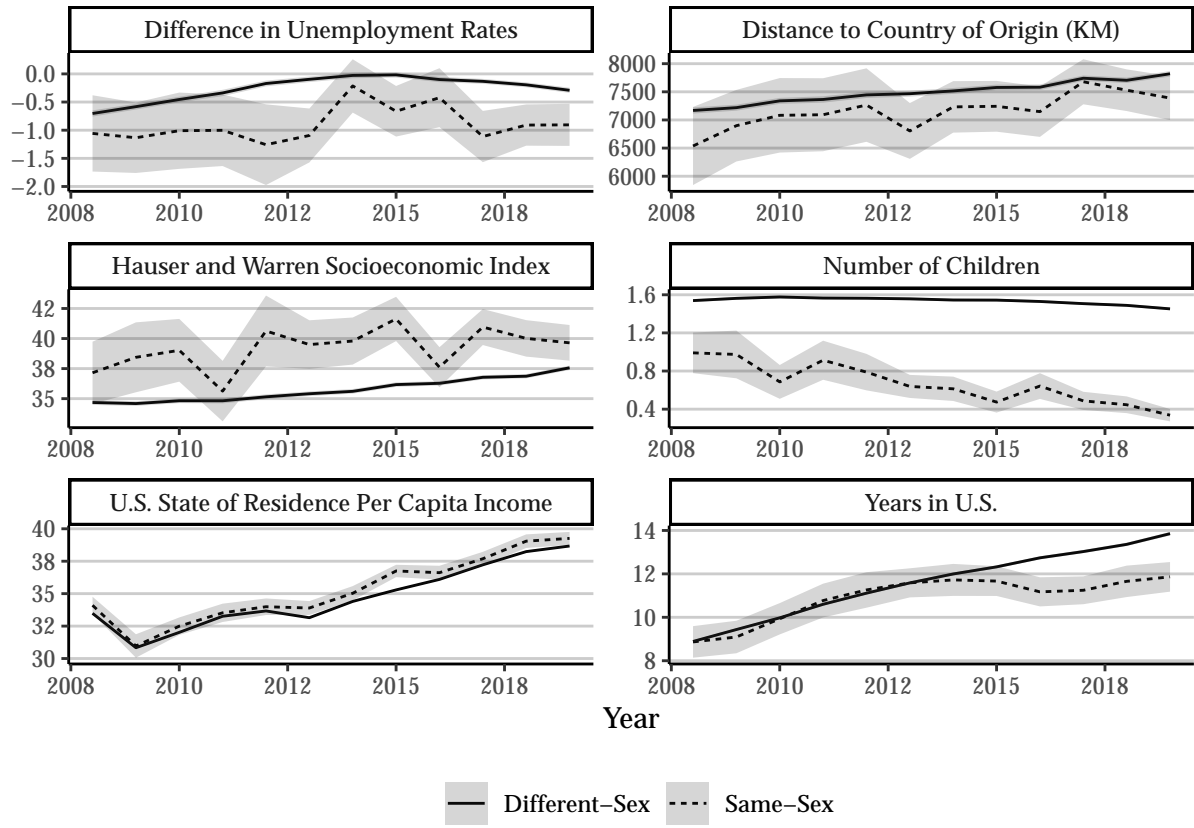 Difference in Unemployment Rates
0.0
−0.5
−1.0
−1.5
−2.0
2008 2010 2012 2015 2018
Distance to Country of Origin (KM)
8000
7500
7000
6500
6000
2008 2010 2012 2015 2018
Hauser and Warren Socioeconomic Index
42
40
38
35
2008 2010 2012 2015 2018
Number of Children
1.6
1.2
0.8
0.4
2008 2010 2012 2015 2018
U.S. State of Residence Per Capita Income
40
38
35
32
30
2008 2010 2012 2015 2018
Years in U.S.
14
12
10
8
2008 2010 2012 2015 2018
Year
Different−Sex Same−Sex